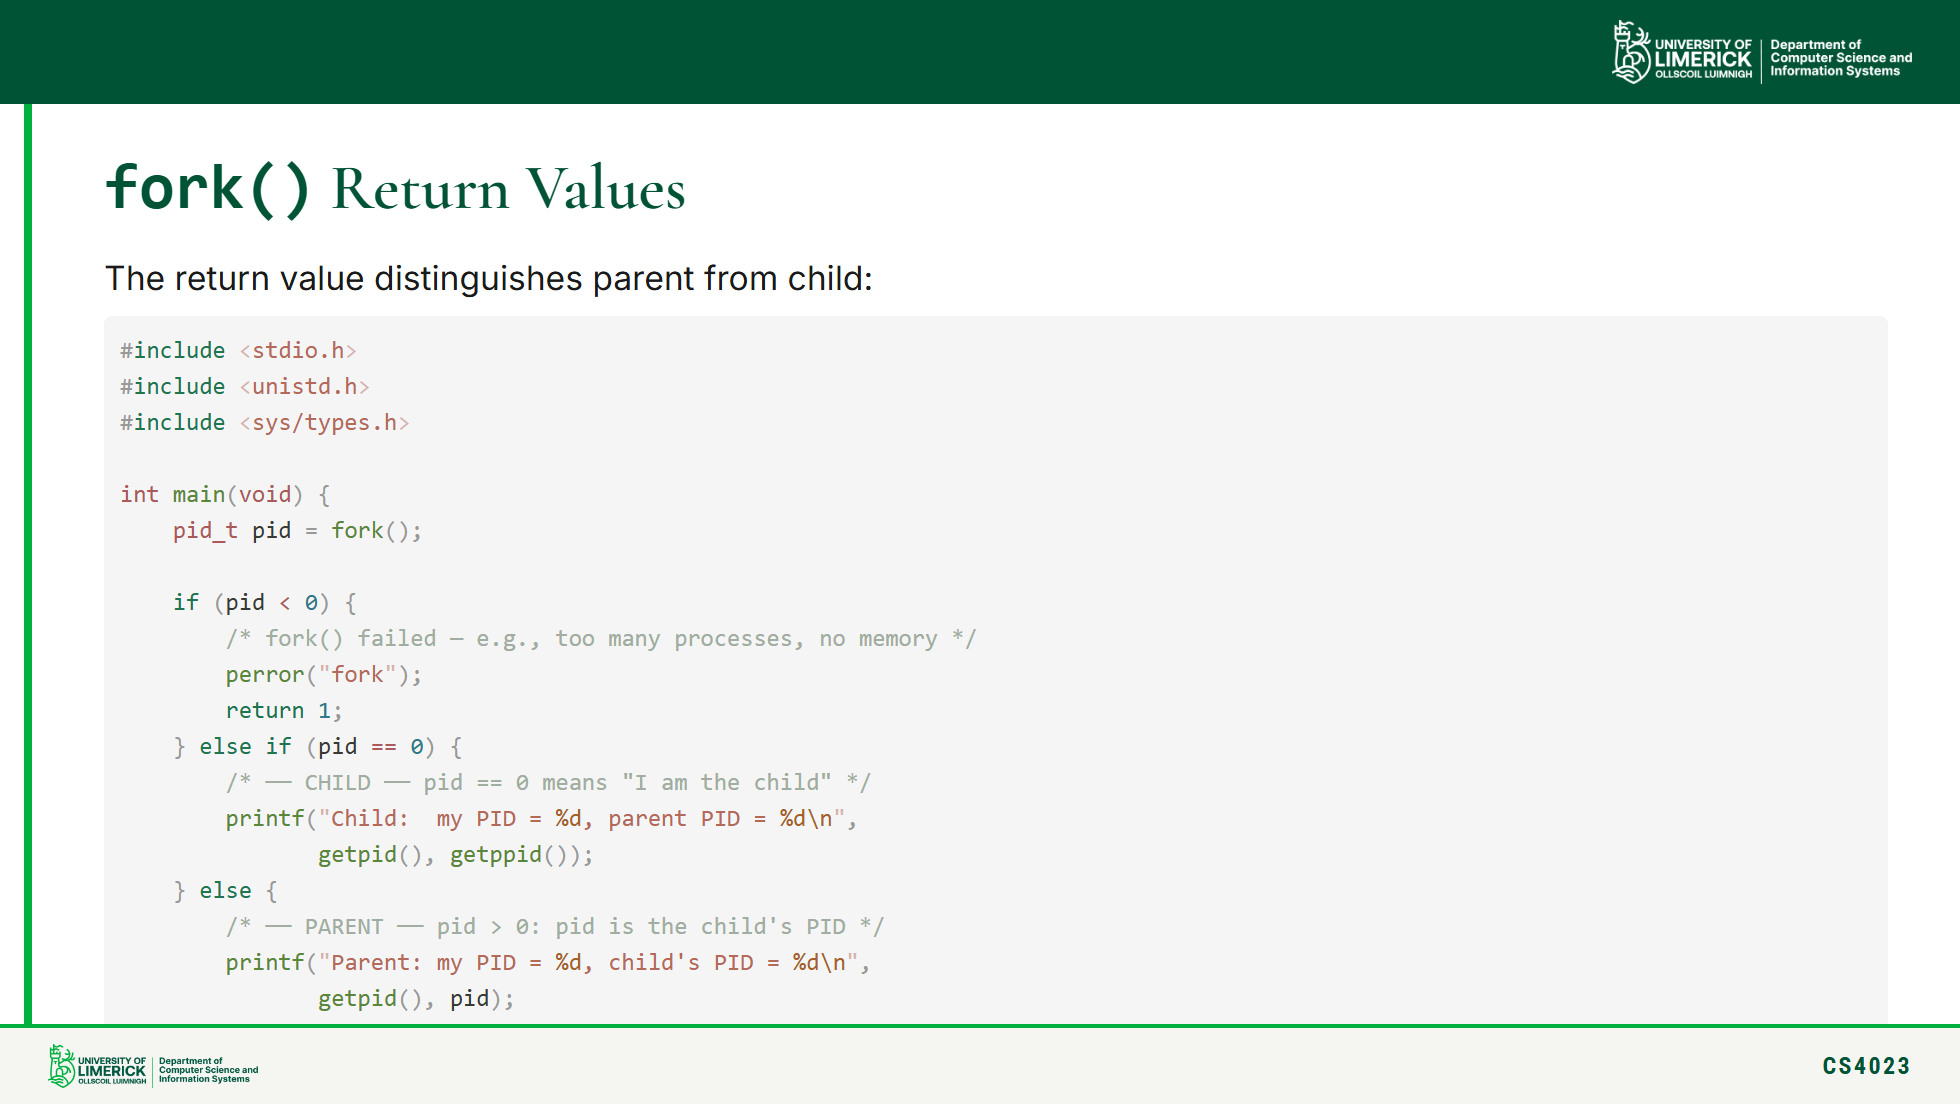 UNIVERSITY OF
LIMERICK
OLLSCOIL LUIMNIGH
Department of
Computer Science and
Information Systems
fork() Return Values
The return value distinguishes parent from child:
#include <stdio.h>
#include <unistd.h>
#include <sys/types.h>
int main(void) {
    pid_t pid = fork();
    if (pid < 0) {
        /* fork() failed — e.g., too many processes, no memory */
        perror("fork");
        return 1;
    } else if (pid == 0) {
        /* ── CHILD ── pid == 0 means "I am the child" */
        printf("Child:  my PID = %d, parent PID = %d\n",
               getpid(), getppid());
    } else {
        /* ── PARENT ── pid > 0: pid is the child's PID */
        printf("Parent: my PID = %d, child's PID = %d\n",
               getpid(), pid);
UNIVERSITY OF
LIMERICK
OLLSCOIL LUIMNIGH
Department of
Computer Science and
Information Systems
CS4023